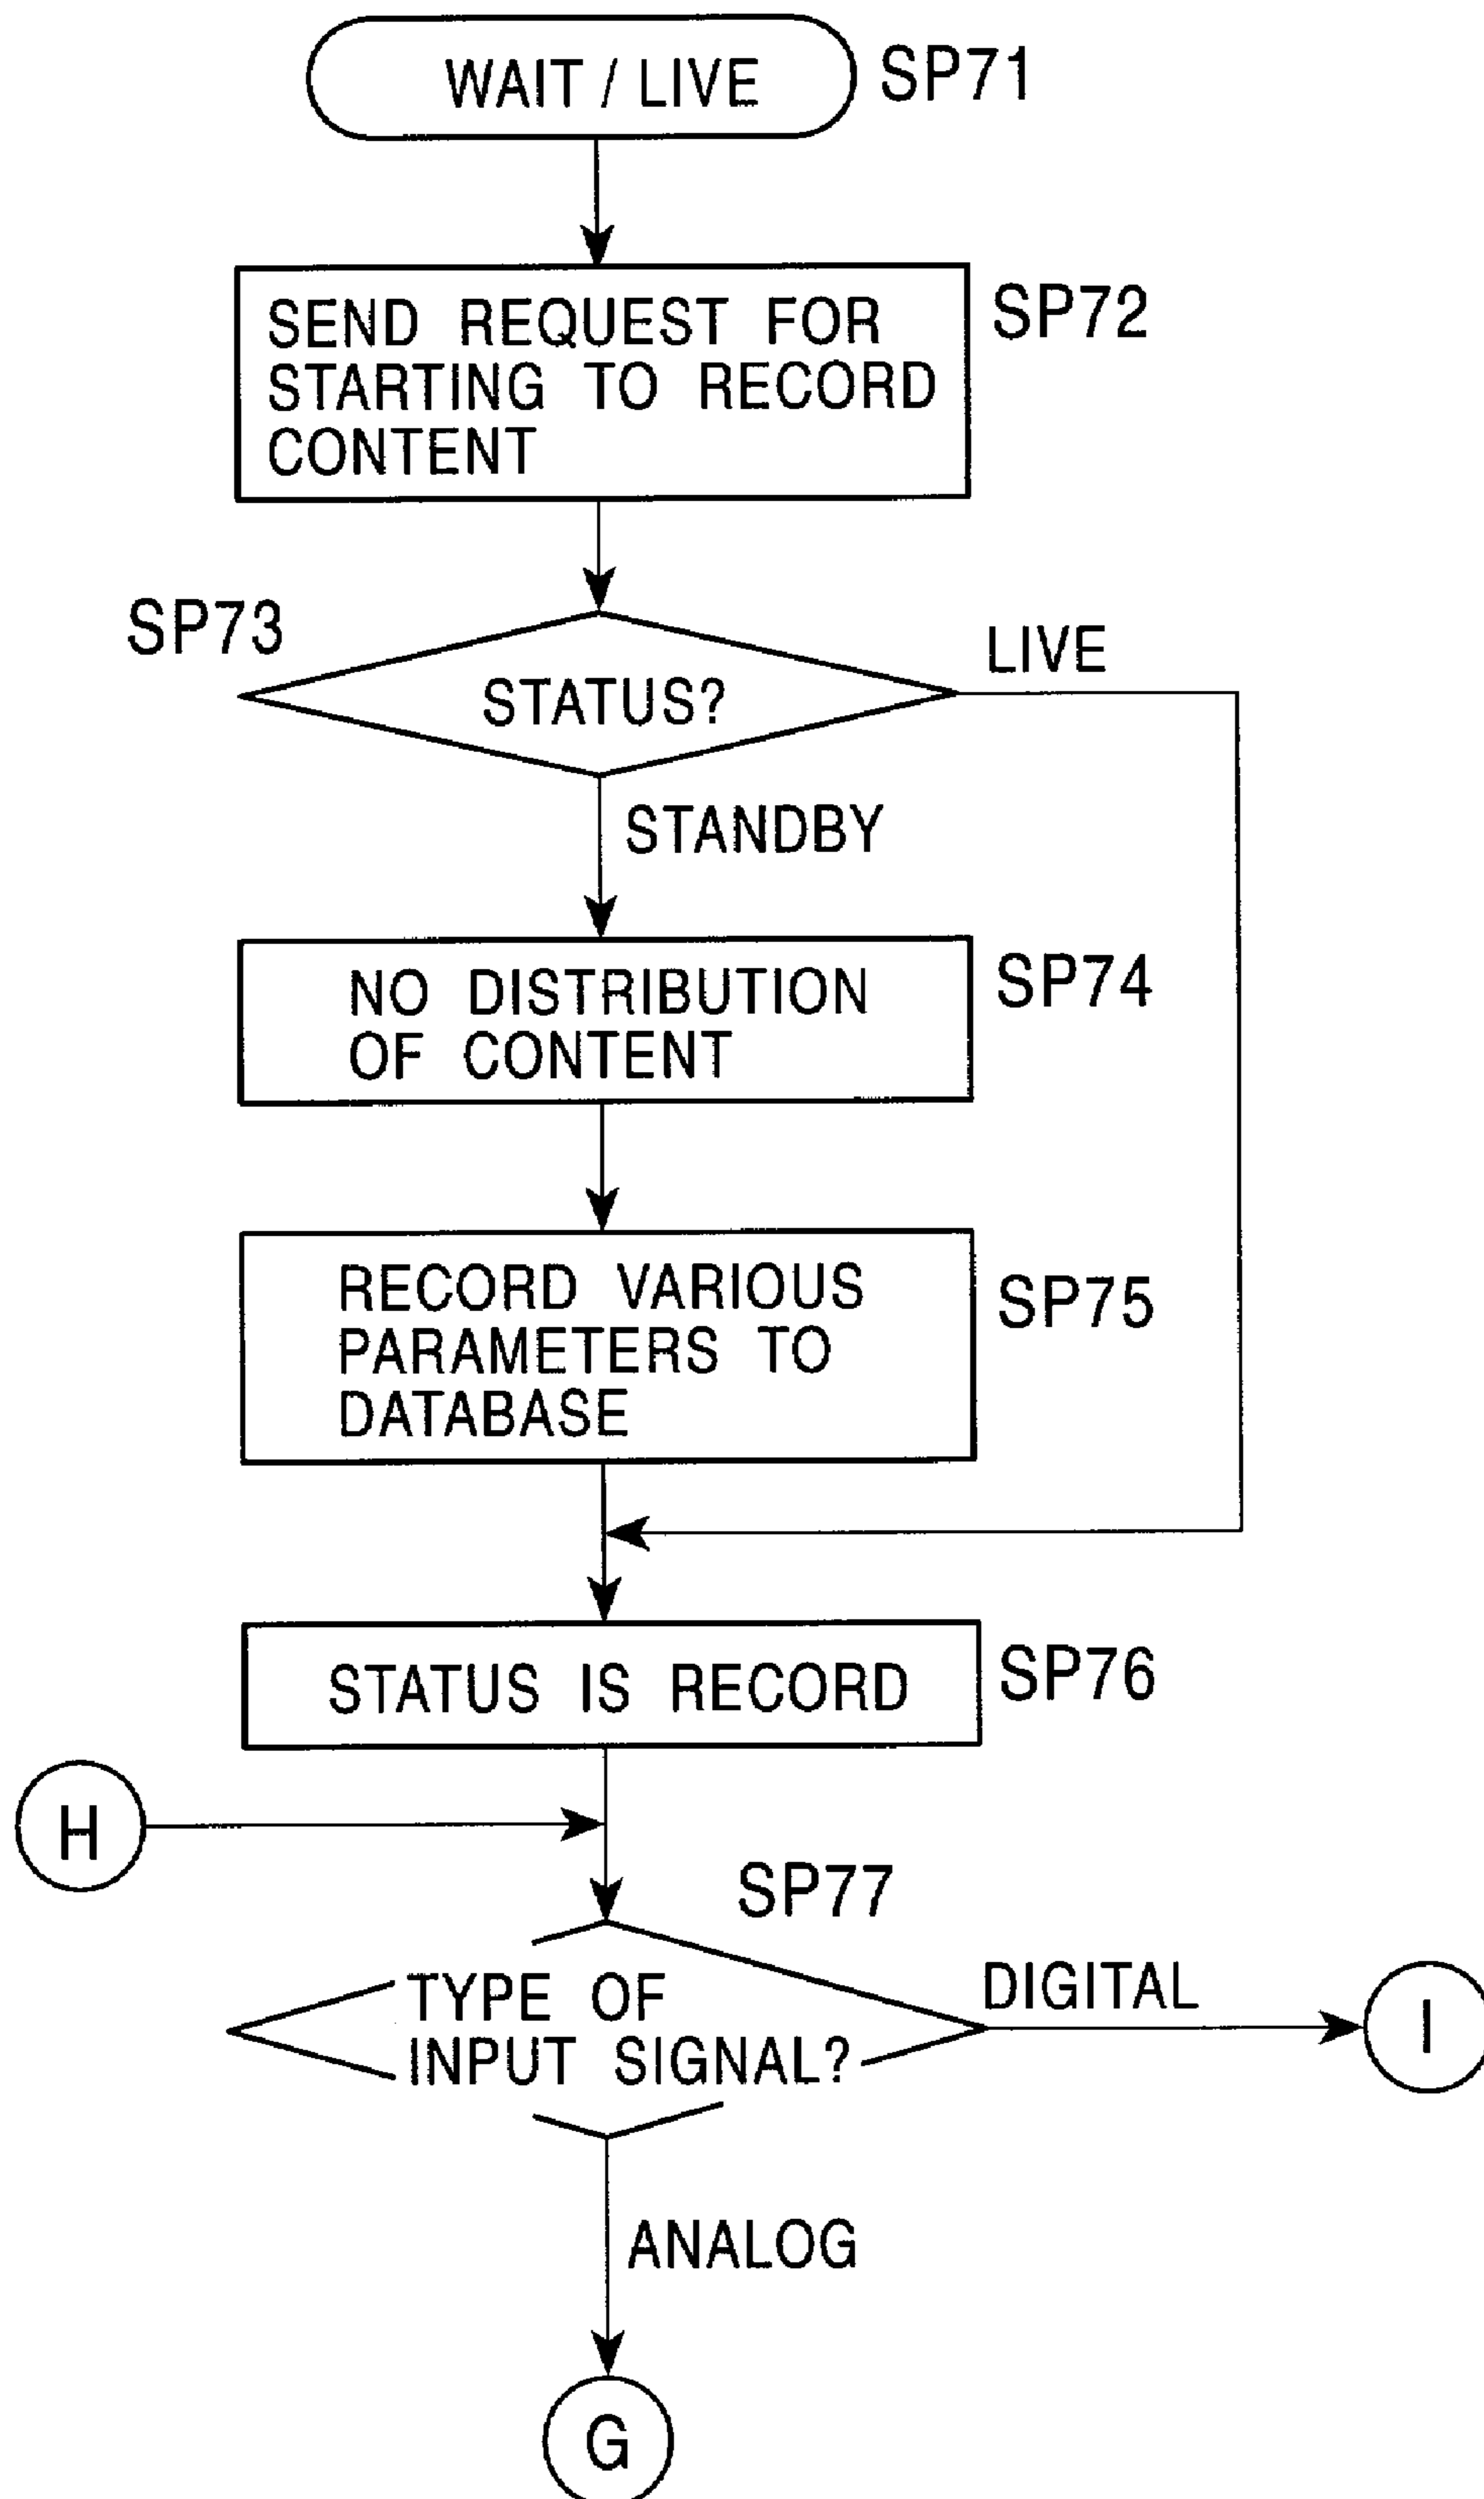 WAIT / LIVE
SP71
SEND REQUEST FOR
STARTING TO RECORD
CONTENT
SP72
SP73
STATUS?
LIVE
STANDBY
NO DISTRIBUTION
OF CONTENT
SP74
RECORD VARIOUS
PARAMETERS TO
DATABASE
SP75
STATUS IS RECORD
SP76
H
SP77
TYPE OF
INPUT SIGNAL?
DIGITAL
I
ANALOG
G